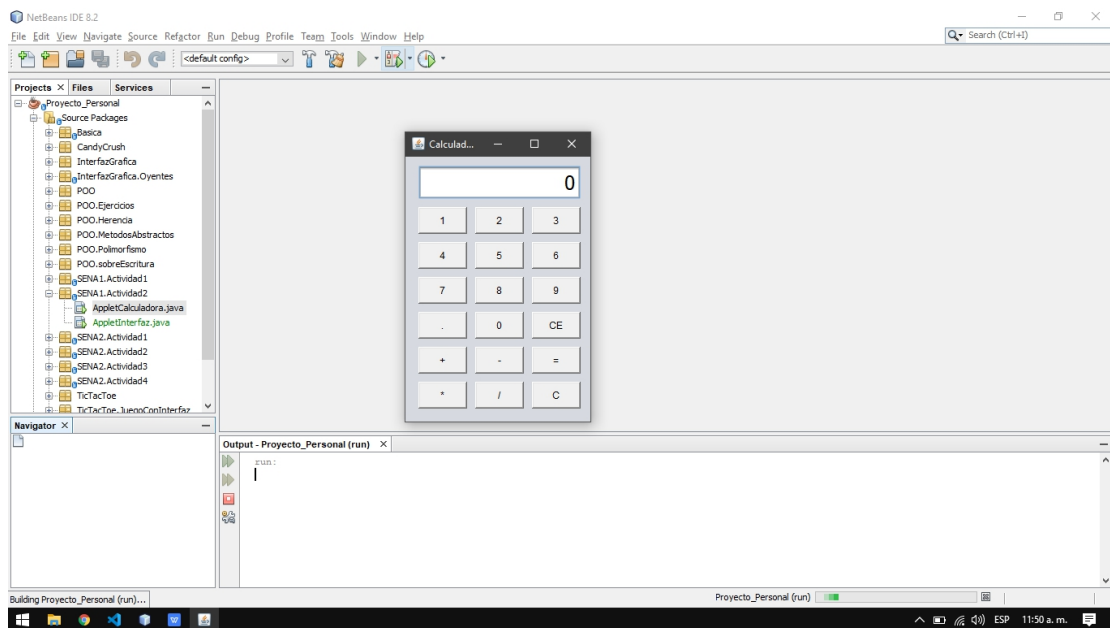 NetBeans IDE 8.2
File Edit View Navigate Source Refactor Run Debug Profile Team Tools Window Help
Search (Ctrl+I)
<default config>
Projects Files Services
Proyecto_Personal
Source Packages
Basica
CandyCrush
InterfazGrafica
InterfazGrafica.Oyentes
POO
POO.Ejercicios
POO.Herencia
POO.MetodosAbstractos
POO.Polimorfismo
POO.sobreEscritura
SENA1.Actividad1
SENA1.Actividad2
AppletCalculadora.java
AppletInterfaz.java
SENA2.Actividad1
SENA2.Actividad2
SENA2.Actividad3
SENA2.Actividad4
TicTacToe
TicTacToe.JuegoConInterfaz
Calculad...
0
1 2 3
4 5 6
7 8 9
. 0 CE
+ - =
* / C
Navigator
Output - Proyecto_Personal (run)
run:
Building Proyecto_Personal (run)...
Proyecto_Personal (run)
ESP 11:50 a. m.